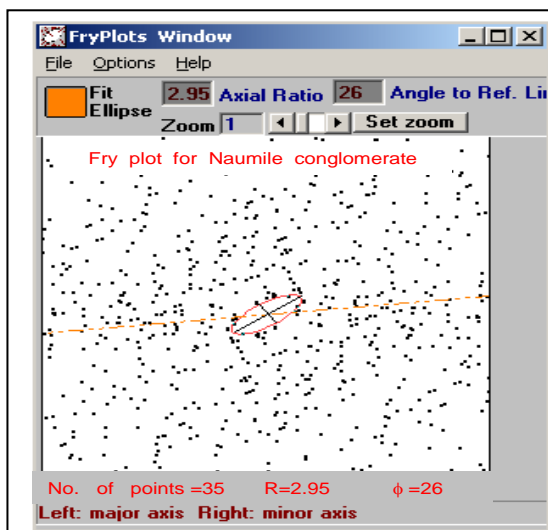 FryPlots Window
File Options Help
Fit Ellipse 2.95 Axial Ratio 26 Angle to Ref. Li
Zoom 1 Set zoom
Fry plot for Naumile conglomerate
No. of points =35 R=2.95 ϕ =26
Left: major axis Right: minor axis